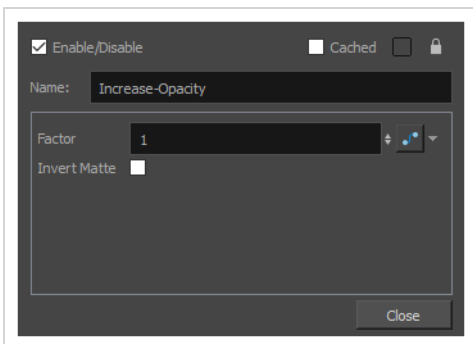 Enable/Disable Cached
Name: Increase-Opacity
Factor 1
Invert Matte
Close